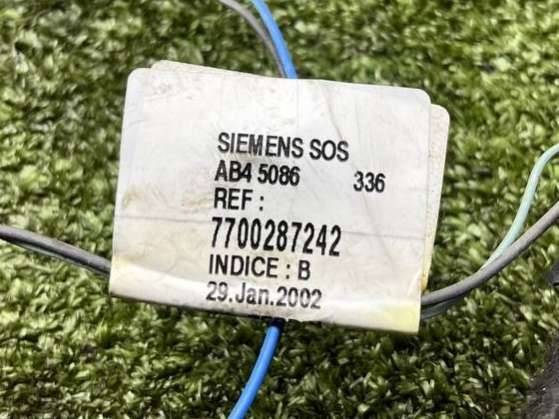 SIEMENS SOS
AB4 5086 336
REF :
7700287242
INDICE : B
29.Jan.2002